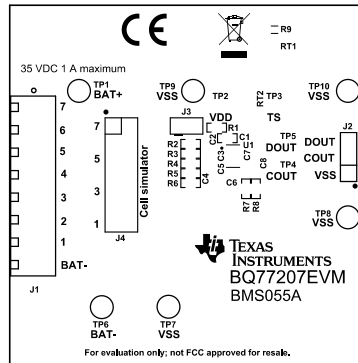 R9
RT1
35 VDC 1 A maximum
TP1
BAT+
TP9
VSS
TP2
RT2
TP3
TP10
VSS
7
6
5
4
3
2
1
BAT-
J1
7
5
3
1
J4
Cell simulator
J3
VDD
R1
TS
R2
R3
R4
R5
R6
C4
C2
C1
U1
C3
C7
C5
C8
C6
R7
R8
TP5
DOUT
TP4
COUT
J2
DOUT
COUT
VSS
TP8
VSS
TEXAS
INSTRUMENTS
BQ77207EVM
BMS055A
TP6
BAT-
TP7
VSS
For evaluation only; not FCC approved for resale.